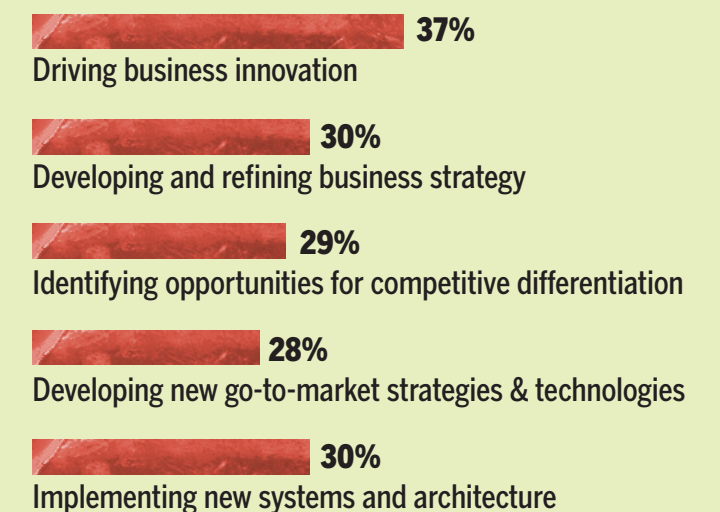 37%
Driving business innovation
30%
Developing and refining business strategy
29%
Identifying opportunities for competitive differentiation
28%
Developing new go-to-market strategies & technologies
30%
Implementing new systems and architecture